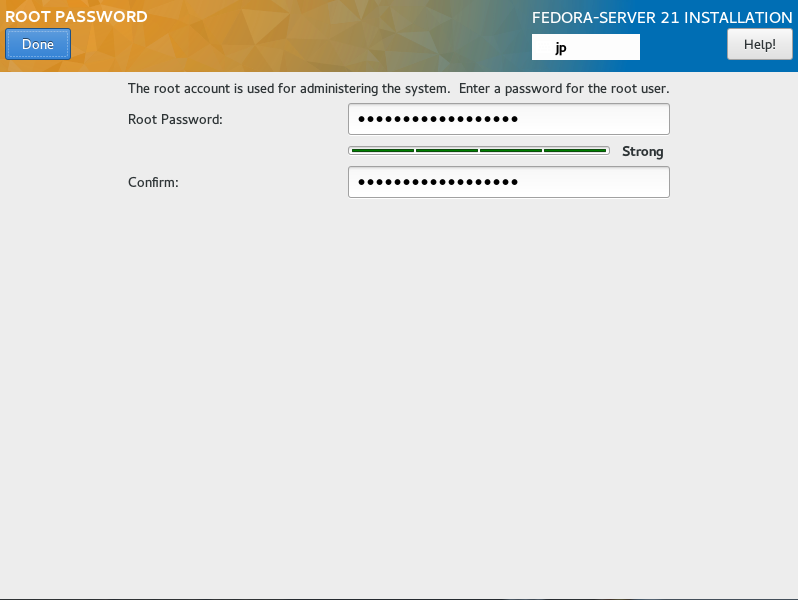 ROOT PASSWORD
FEDORA-SERVER 21 INSTALLATION
Done
jp
Help!
The root account is used for administering the system.  Enter a password for the root user.
Root Password: ••••••••••••••••••
Strong
Confirm: ••••••••••••••••••